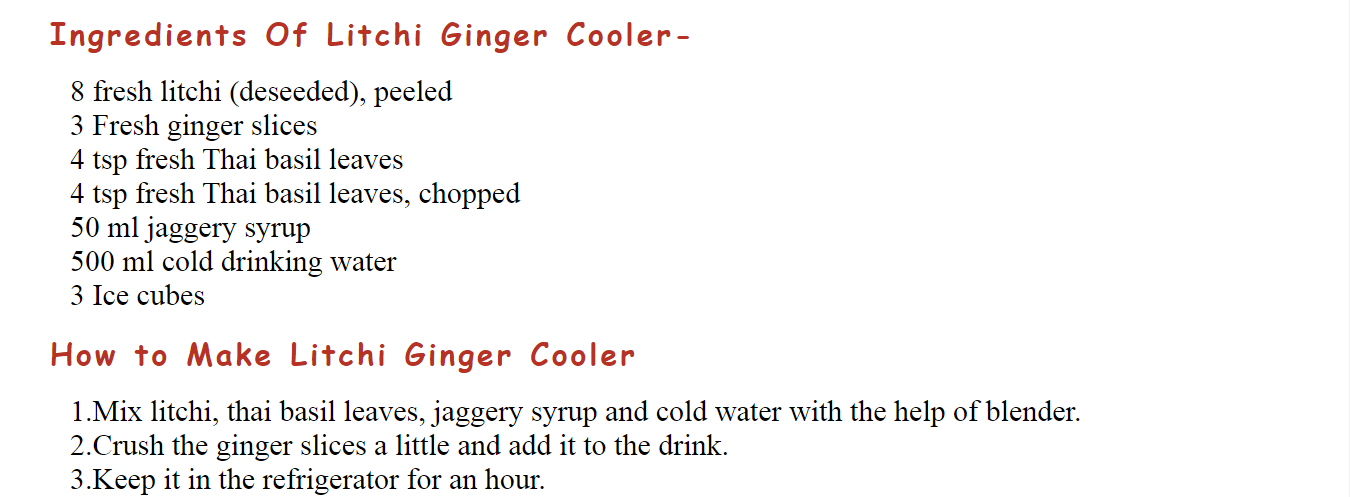 Ingredients Of Litchi Ginger Cooler-
8 fresh litchi (deseeded), peeled
3 Fresh ginger slices
4 tsp fresh Thai basil leaves
4 tsp fresh Thai basil leaves, chopped
50 ml jaggery syrup
500 ml cold drinking water
3 Ice cubes
How to Make Litchi Ginger Cooler
1.Mix litchi, thai basil leaves, jaggery syrup and cold water with the help of blender.
2.Crush the ginger slices a little and add it to the drink.
3.Keep it in the refrigerator for an hour.